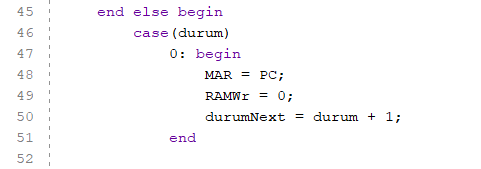 45 end else begin
46 case(durum)
47 0: begin
48 MAR = PC;
49 RAMWr = 0;
50 durumNext = durum + 1;
51 end
52